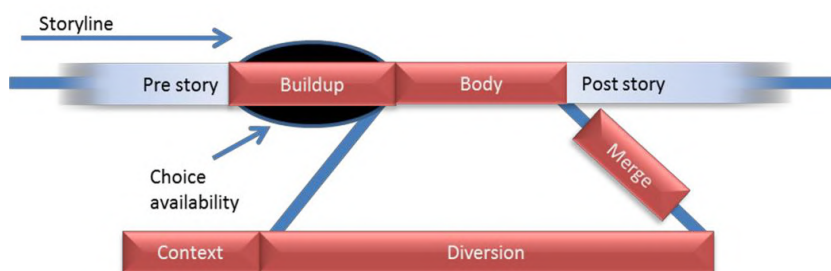 Storyline
Pre story
Buildup
Body
Post story
Choice
availability
Merge
Context
Diversion